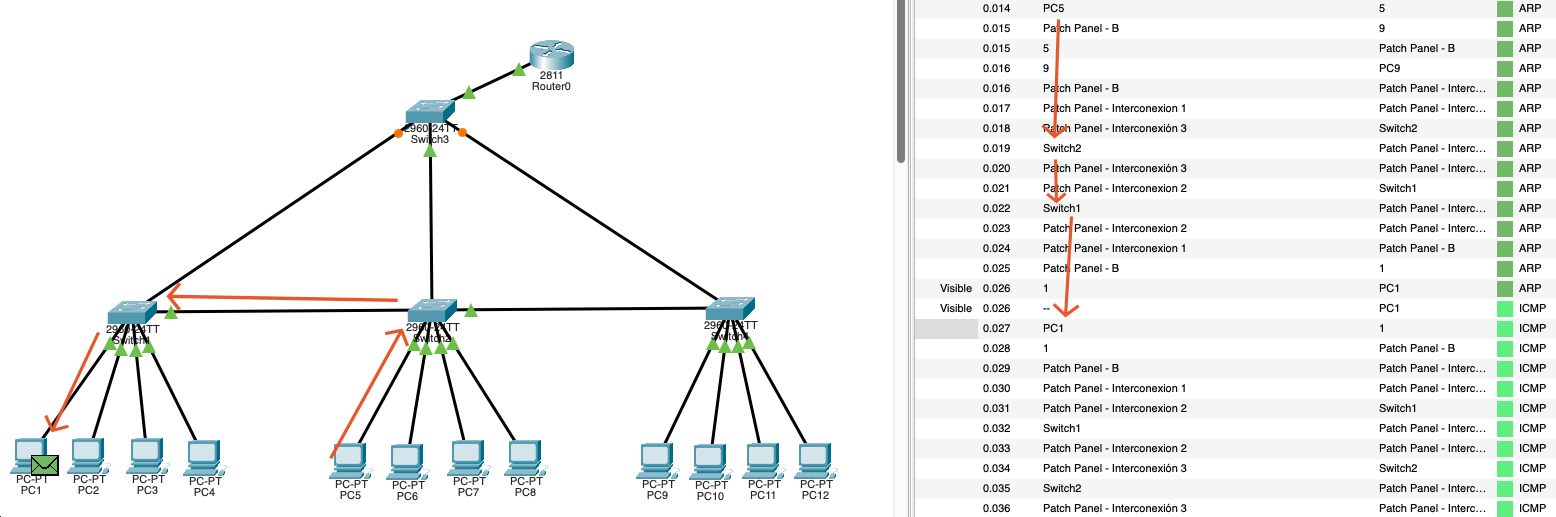 2811
Router0
2960-24TT
Switch3
2960-24TT
Switch1
2960-24TT
Switch2
2960-24TT
PC-PT
PC1
PC-PT
PC2
PC-PT
PC3
PC-PT
PC4
PC-PT
PC5
PC-PT
PC6
PC-PT
PC7
PC-PT
PC8
PC-PT
PC9
PC-PT
PC10
PC-PT
PC11
PC-PT
PC12
0.014 PC5 5 ARP
0.015 Patch Panel - B 9 ARP
0.015 5 Patch Panel - B ARP
0.016 9 PC9 ARP
0.016 Patch Panel - B Patch Panel - Interc... ARP
0.017 Patch Panel - Interconexion 1 Patch Panel - Interc... ARP
0.018 Patch Panel - Interconexión 3 Switch2 ARP
0.019 Switch2 Patch Panel - Interc... ARP
0.020 Patch Panel - Interconexión 3 Patch Panel - Interc... ARP
0.021 Patch Panel - Interconexion 2 Switch1 ARP
0.022 Switch1 Patch Panel - Interc... ARP
0.023 Patch Panel - Interconexion 2 Patch Panel - Interc... ARP
0.024 Patch Panel - Interconexion 1 Patch Panel - B ARP
0.025 Patch Panel - B 1 ARP
Visible 0.026 1 PC1 ARP
Visible 0.026 -- PC1 ICMP
0.027 PC1 1 ICMP
0.028 1 Patch Panel - B ICMP
0.029 Patch Panel - B Patch Panel - Interc... ICMP
0.030 Patch Panel - Interconexion 1 Patch Panel - Interc... ICMP
0.031 Patch Panel - Interconexion 2 Switch1 ICMP
0.032 Switch1 Patch Panel - Interc... ICMP
0.033 Patch Panel - Interconexion 2 Patch Panel - Interc... ICMP
0.034 Patch Panel - Interconexión 3 Switch2 ICMP
0.035 Switch2 Patch Panel - Interc... ICMP
0.036 Patch Panel - Interconexión 3 Patch Panel - Interc... ICMP